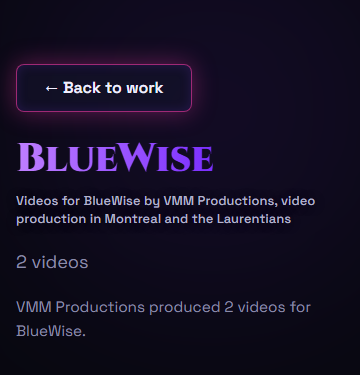 ← Back to work
BLUEWISE
Videos for BlueWise by VMM Productions, video
production in Montreal and the Laurentians
2 videos
VMM Productions produced 2 videos for
BlueWise.